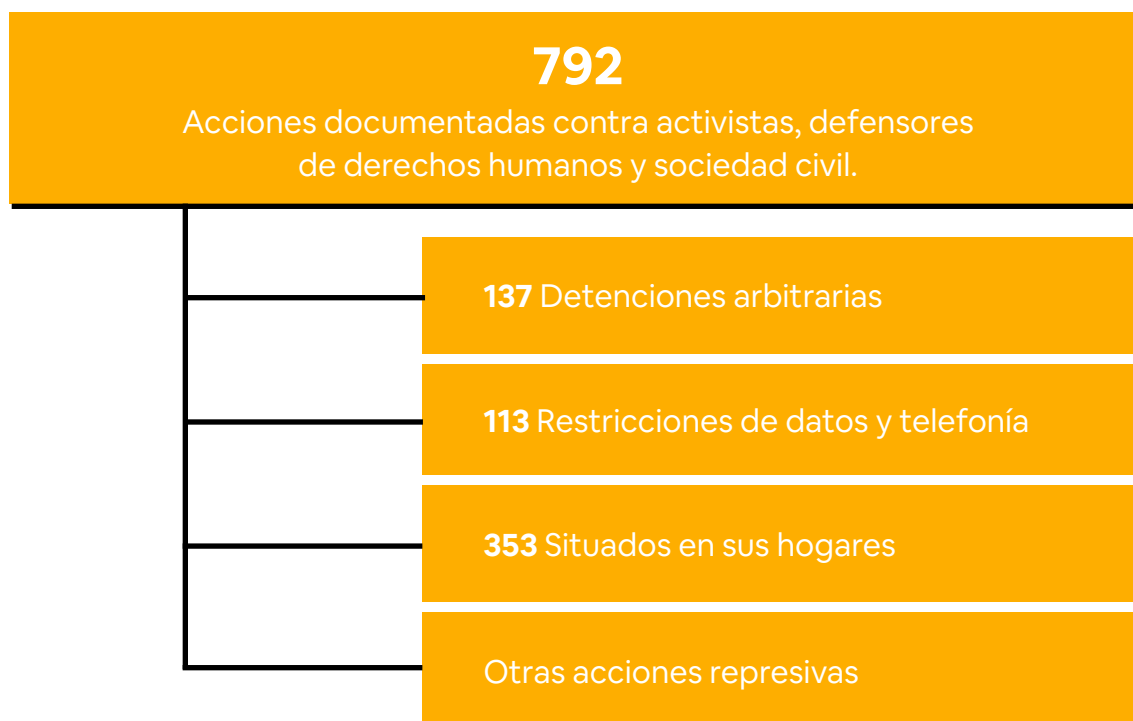 792
Acciones documentadas contra activistas, defensores
de derechos humanos y sociedad civil.
137 Detenciones arbitrarias
113 Restricciones de datos y telefonía
353 Situados en sus hogares
Otras acciones represivas